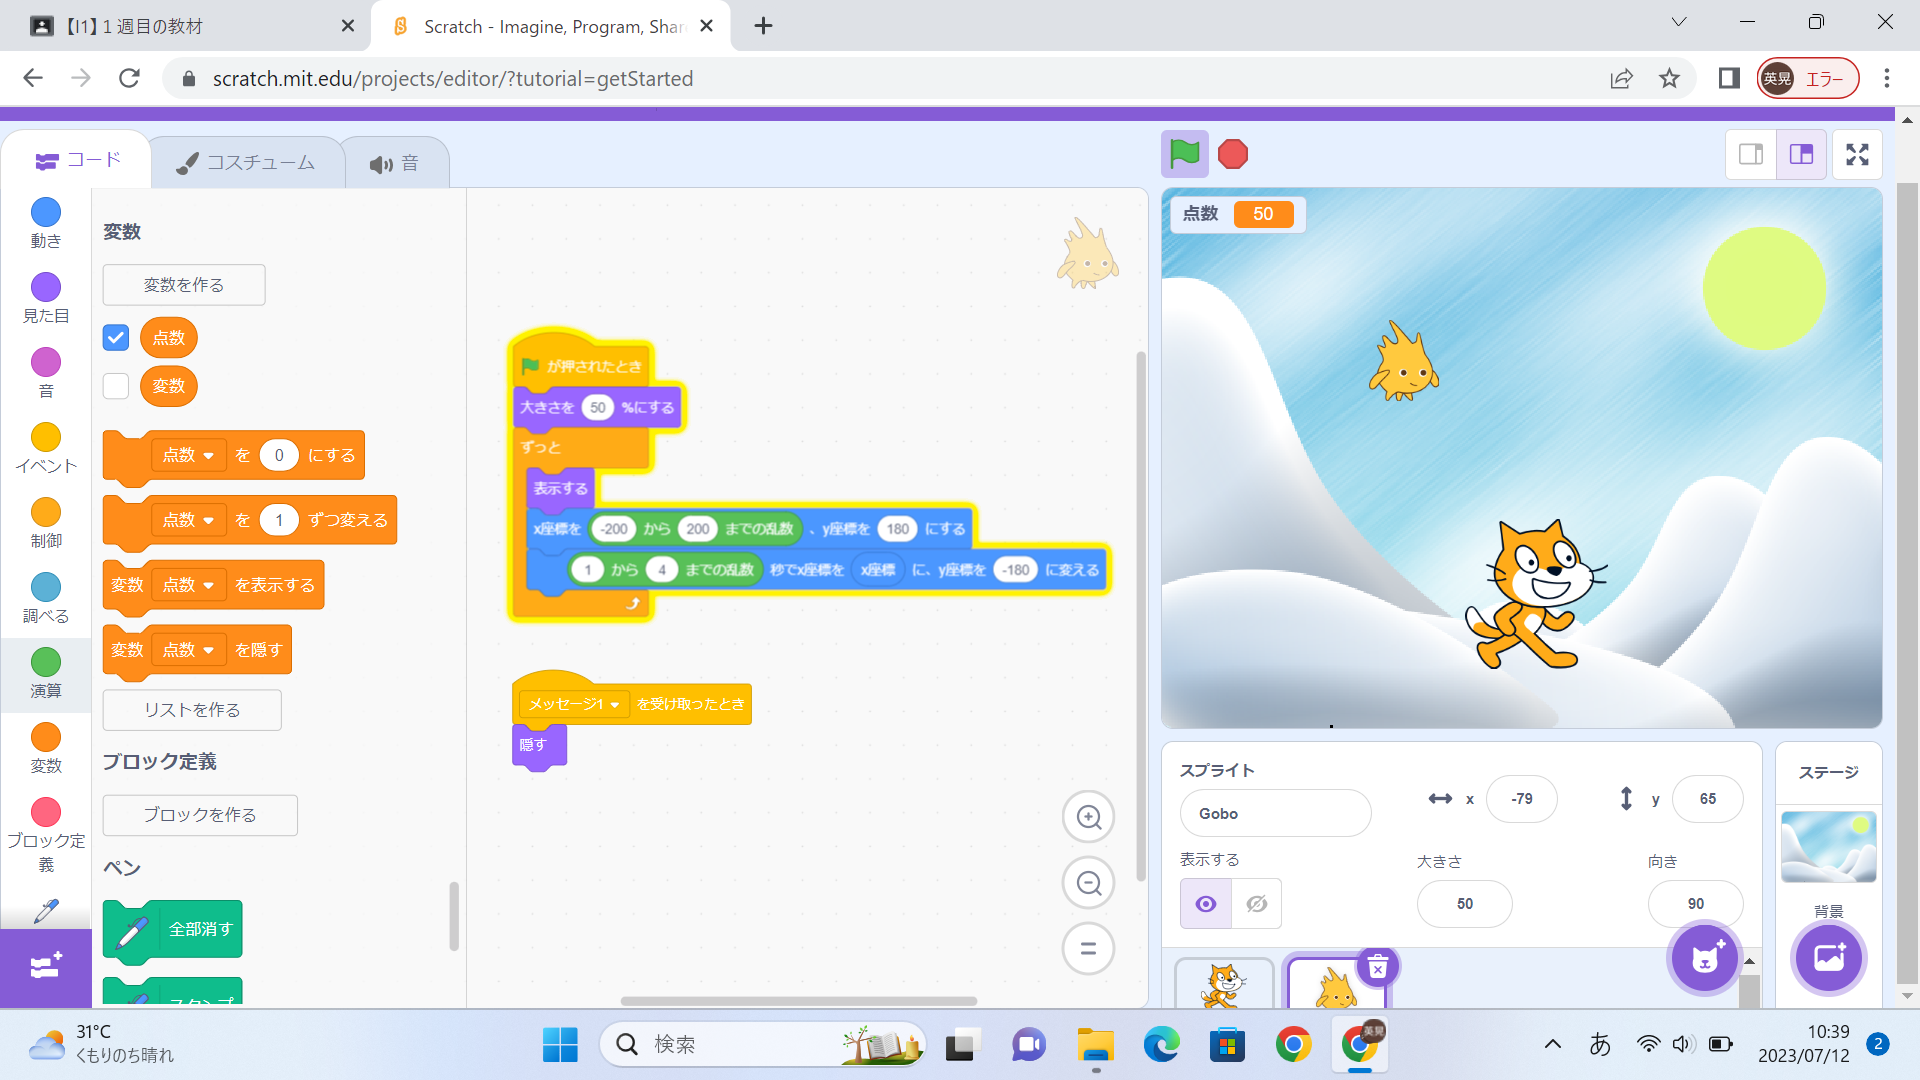 【I1】1 週目の教材
Scratch - Imagine, Program, Shar
scratch.mit.edu/projects/editor/?tutorial=getStarted
英晃 エラー
コード
コスチューム
音
動き
見た目
音
イベント
制御
調べる
演算
変数
ブロック定
義
変数
変数を作る
点数
変数
点数 を 0 にする
点数 を 1 ずつ変える
変数 点数 を表示する
変数 点数 を隠す
リストを作る
ブロック定義
ブロックを作る
ペン
全部消す
スタンプ
が押されたとき
大きさを 50 %にする
ずっと
表示する
x座標を -200 から 200 までの乱数 、y座標を 180 にする
1 から 4 までの乱数 秒でx座標を x座標 に、y座標を -180 に変える
メッセージ1 を受け取ったとき
隠す
点数 50
スプライト
Gobo
x -79
y 65
表示する
大きさ
50
向き
90
ステージ
背景
31°C
くもりのち晴れ
検索
英晃
あ
10:39
2023/07/12
2